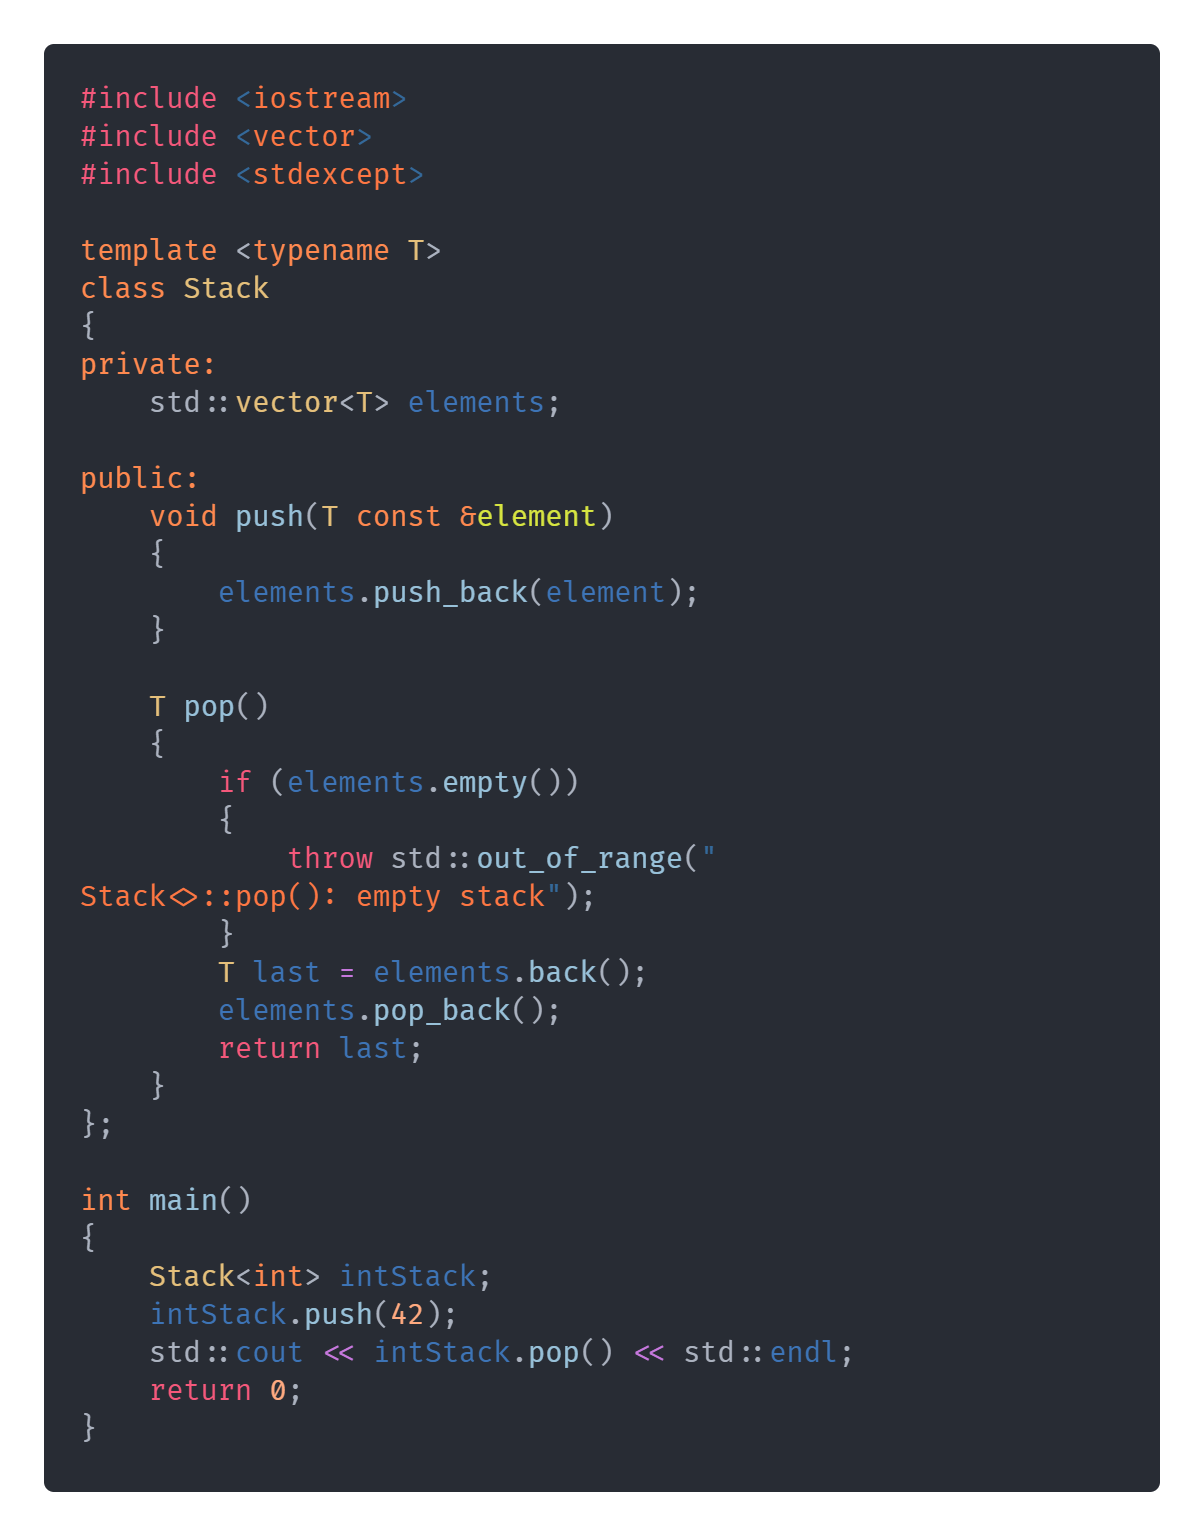 #include <iostream>
#include <vector>
#include <stdexcept>

template <typename T>
class Stack
{
private:
    std::vector<T> elements;

public:
    void push(T const &element)
    {
        elements.push_back(element);
    }

    T pop()
    {
        if (elements.empty())
        {
            throw std::out_of_range("
Stack<>::pop(): empty stack");
        }
        T last = elements.back();
        elements.pop_back();
        return last;
    }
};

int main()
{
    Stack<int> intStack;
    intStack.push(42);
    std::cout << intStack.pop() << std::endl;
    return 0;
}